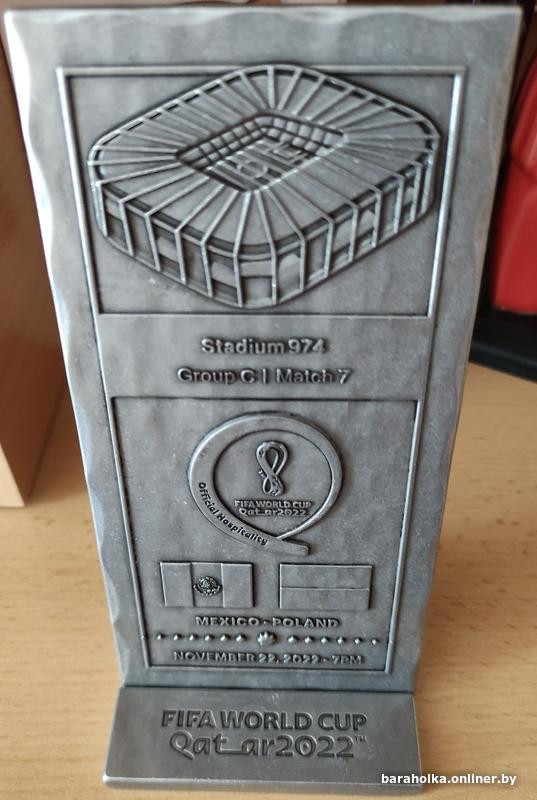 Stadium 974
Group C | Match 7
FIFA WORLD CUP
Qatar2022
Official Hospitality
MEXICO - POLAND
NOVEMBER 22, 2022 - 7PM
FIFA WORLD CUP
Qatar2022™
baraholka.onliner.by